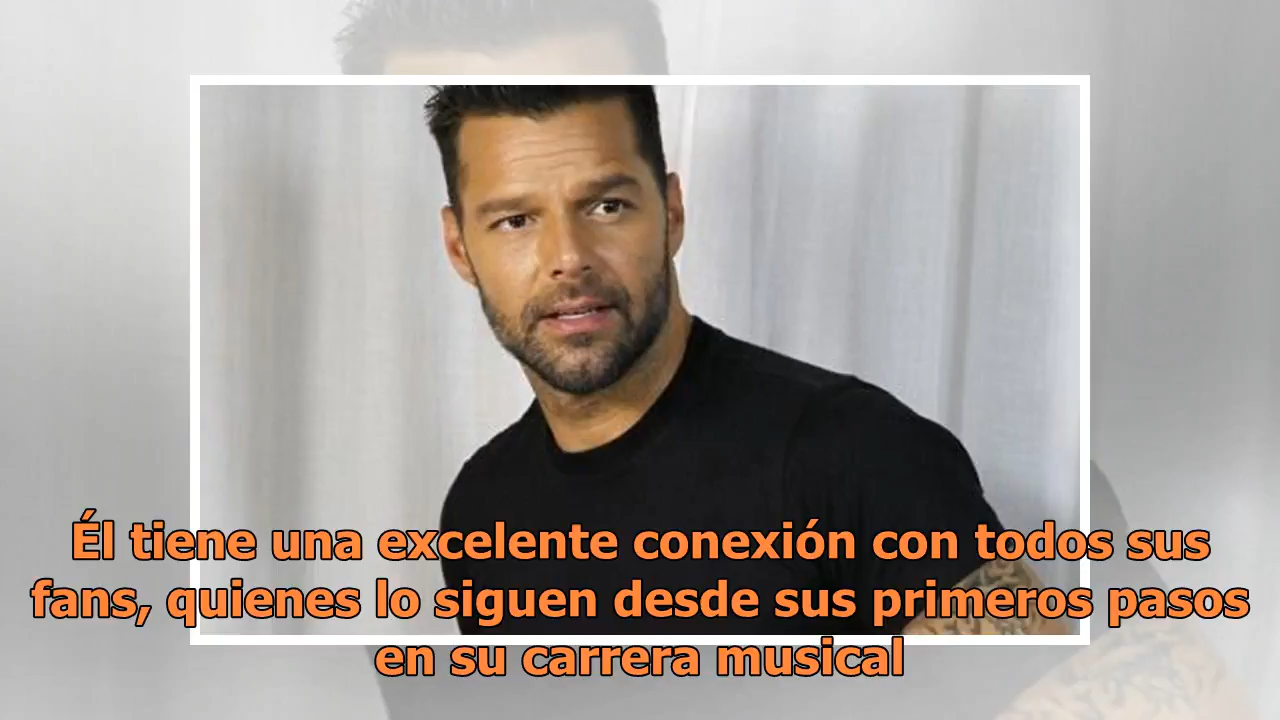 Él tiene una excelente conexión con todos sus
fans, quienes lo siguen desde sus primeros pasos
en su carrera musical